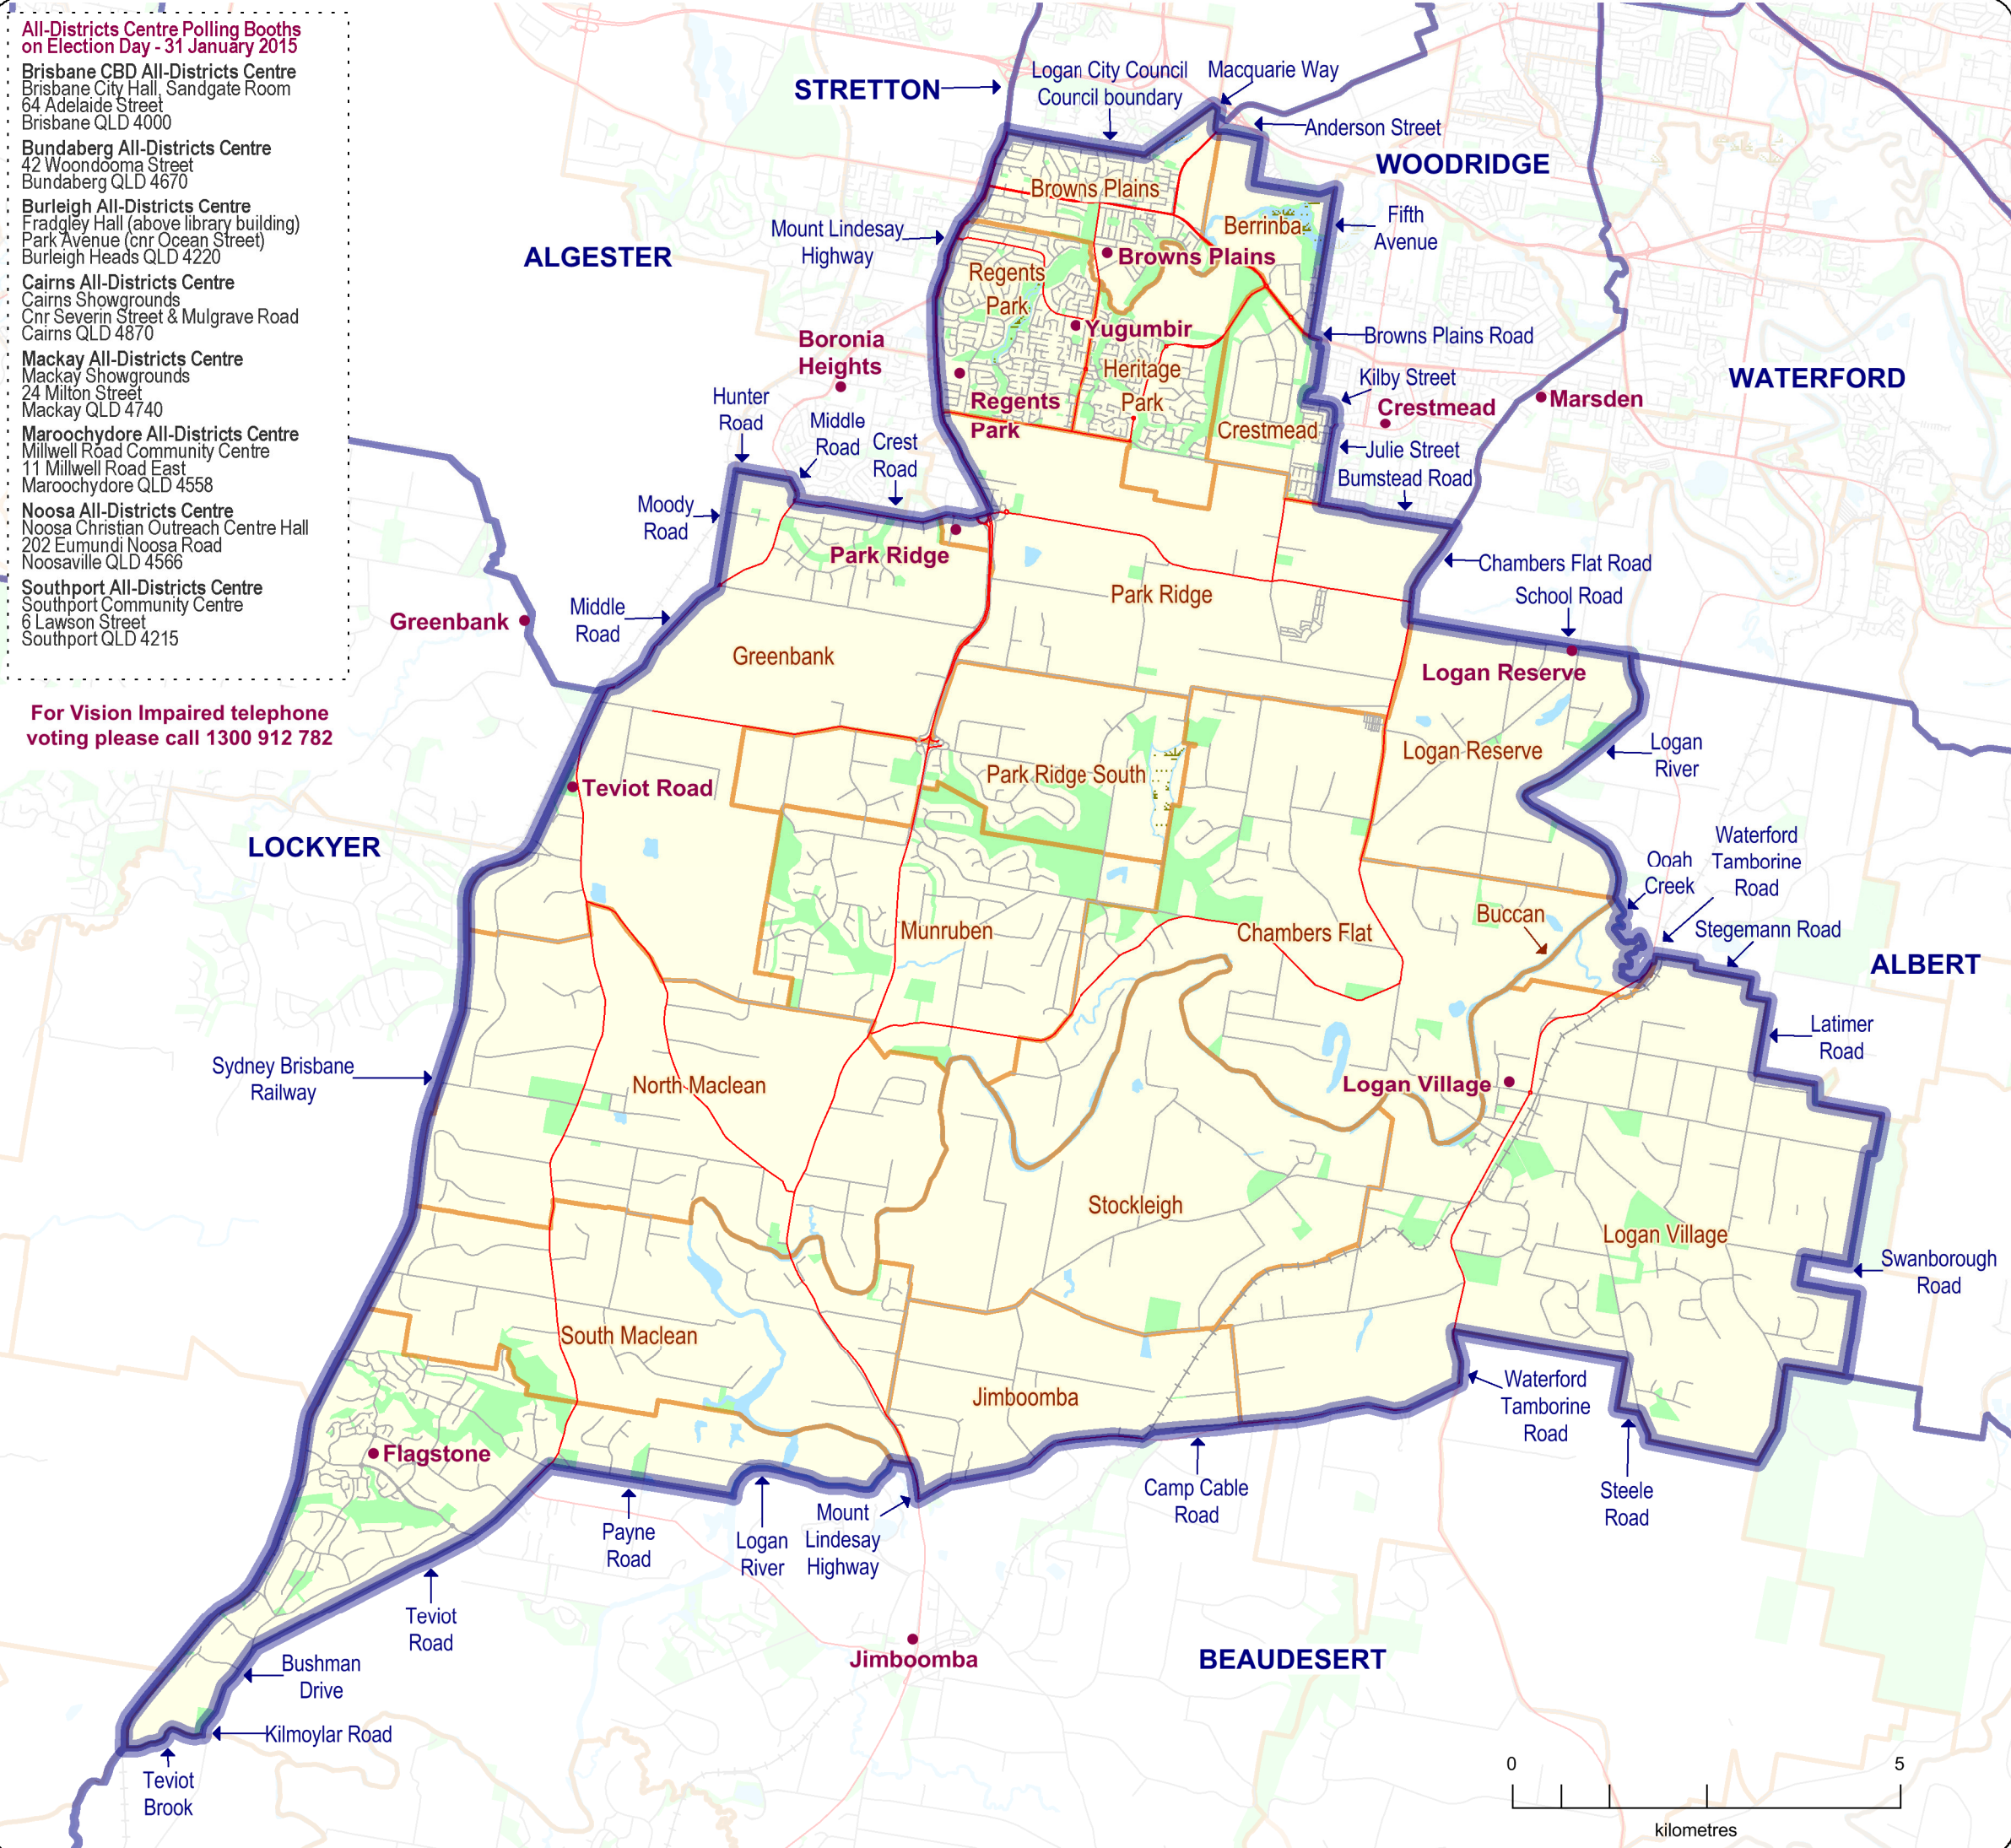 All-Districts Centre Polling Booths
on Election Day - 31 January 2015
Brisbane CBD All-Districts Centre
Brisbane City Hall, Sandgate Room
64 Adelaide Street
Brisbane QLD 4000
Bundaberg All-Districts Centre
42 Woondooma Street
Bundaberg QLD 4670
Burleigh All-Districts Centre
Fradgley Hall (above library building)
Park Avenue (cnr Ocean Street)
Burleigh Heads QLD 4220
Cairns All-Districts Centre
Cairns Showgrounds
Cnr Severin Street & Mulgrave Road
Cairns QLD 4870
Mackay All-Districts Centre
Mackay Showgrounds
24 Milton Street
Mackay QLD 4740
Maroochydore All-Districts Centre
Millwell Road Community Centre
11 Millwell Road East
Maroochydore QLD 4558
Noosa All-Districts Centre
Noosa Christian Outreach Centre Hall
202 Eumundi Noosa Road
Noosaville QLD 4566
Southport All-Districts Centre
Southport Community Centre
6 Lawson Street
Southport QLD 4215
For Vision Impaired telephone
voting please call 1300 912 782
STRETTON
Logan City Council
Council boundary
Macquarie Way
Anderson Street
WOODRIDGE
Browns Plains
Berrinba
Fifth
Avenue
Mount Lindesay
Highway
ALGESTER
Browns Plains
Regents
Park
Yugumbir
Browns Plains Road
Boronia
Heights
Heritage
Park
Kilby Street
WATERFORD
Hunter
Road
Regents
Park
Crestmead
Marsden
Middle
Road
Crest
Road
Crestmead
Julie Street
Bumstead Road
Moody
Road
Park Ridge
Chambers Flat Road
School Road
Park Ridge
Greenbank
Middle
Road
Greenbank
Logan Reserve
Logan Reserve
Logan
River
Park Ridge South
Teviot Road
LOCKYER
Waterford
Tamborine
Road
Ooah
Creek
Buccan
Munruben
Chambers Flat
Stegemann Road
ALBERT
Latimer
Road
Sydney Brisbane
Railway
North Maclean
Logan Village
Stockleigh
Logan Village
Swanborough
Road
South Maclean
Jimboomba
Waterford
Tamborine
Road
Flagstone
Camp Cable
Road
Steele
Road
Payne
Road
Logan
River
Mount
Lindesay
Highway
Teviot
Road
Jimboomba
BEAUDESERT
Bushman
Drive
Kilmoylar Road
Teviot
Brook
0 5
kilometres